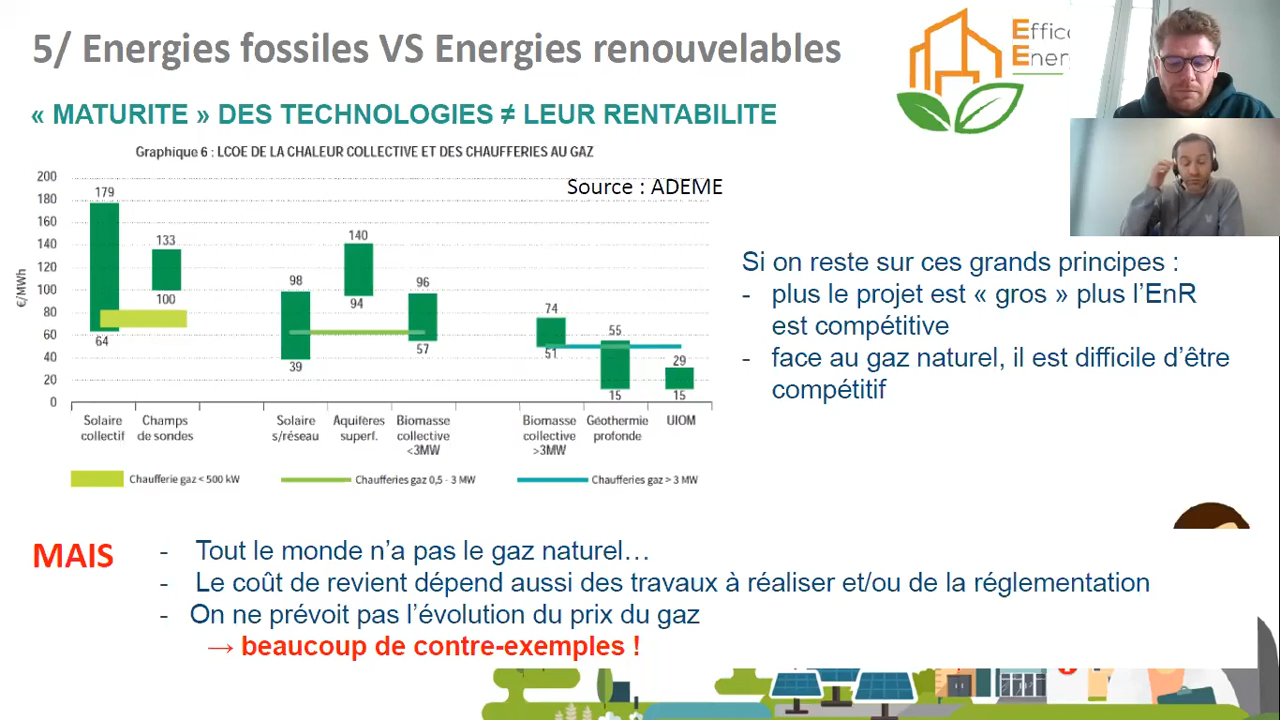 5/ Energies fossiles VS Energies renouvelables
Effica
Energ
« MATURITE » DES TECHNOLOGIES ≠ LEUR RENTABILITE
Graphique 6 : LCOE DE LA CHALEUR COLLECTIVE ET DES CHAUFFERIES AU GAZ
Source : ADEME
€/MWh
200
180
160
140
120
100
80
60
40
20
0
179
64
133
100
98
39
140
94
96
57
74
51
55
15
29
15
Solaire
collectif
Champs
de sondes
Solaire
s/réseau
Aquifères
superf.
Biomasse
collective
<3MW
Biomasse
collective
>3MW
Géothermie
profonde
UIOM
Chaufferie gaz < 500 kW
Chaufferies gaz 0,5 - 3 MW
Chaufferies gaz > 3 MW
Si on reste sur ces grands principes :
- plus le projet est « gros » plus l’EnR
est compétitive
- face au gaz naturel, il est difficile d’être
compétitif
MAIS
- Tout le monde n’a pas le gaz naturel…
- Le coût de revient dépend aussi des travaux à réaliser et/ou de la réglementation
- On ne prévoit pas l’évolution du prix du gaz
→ beaucoup de contre-exemples !